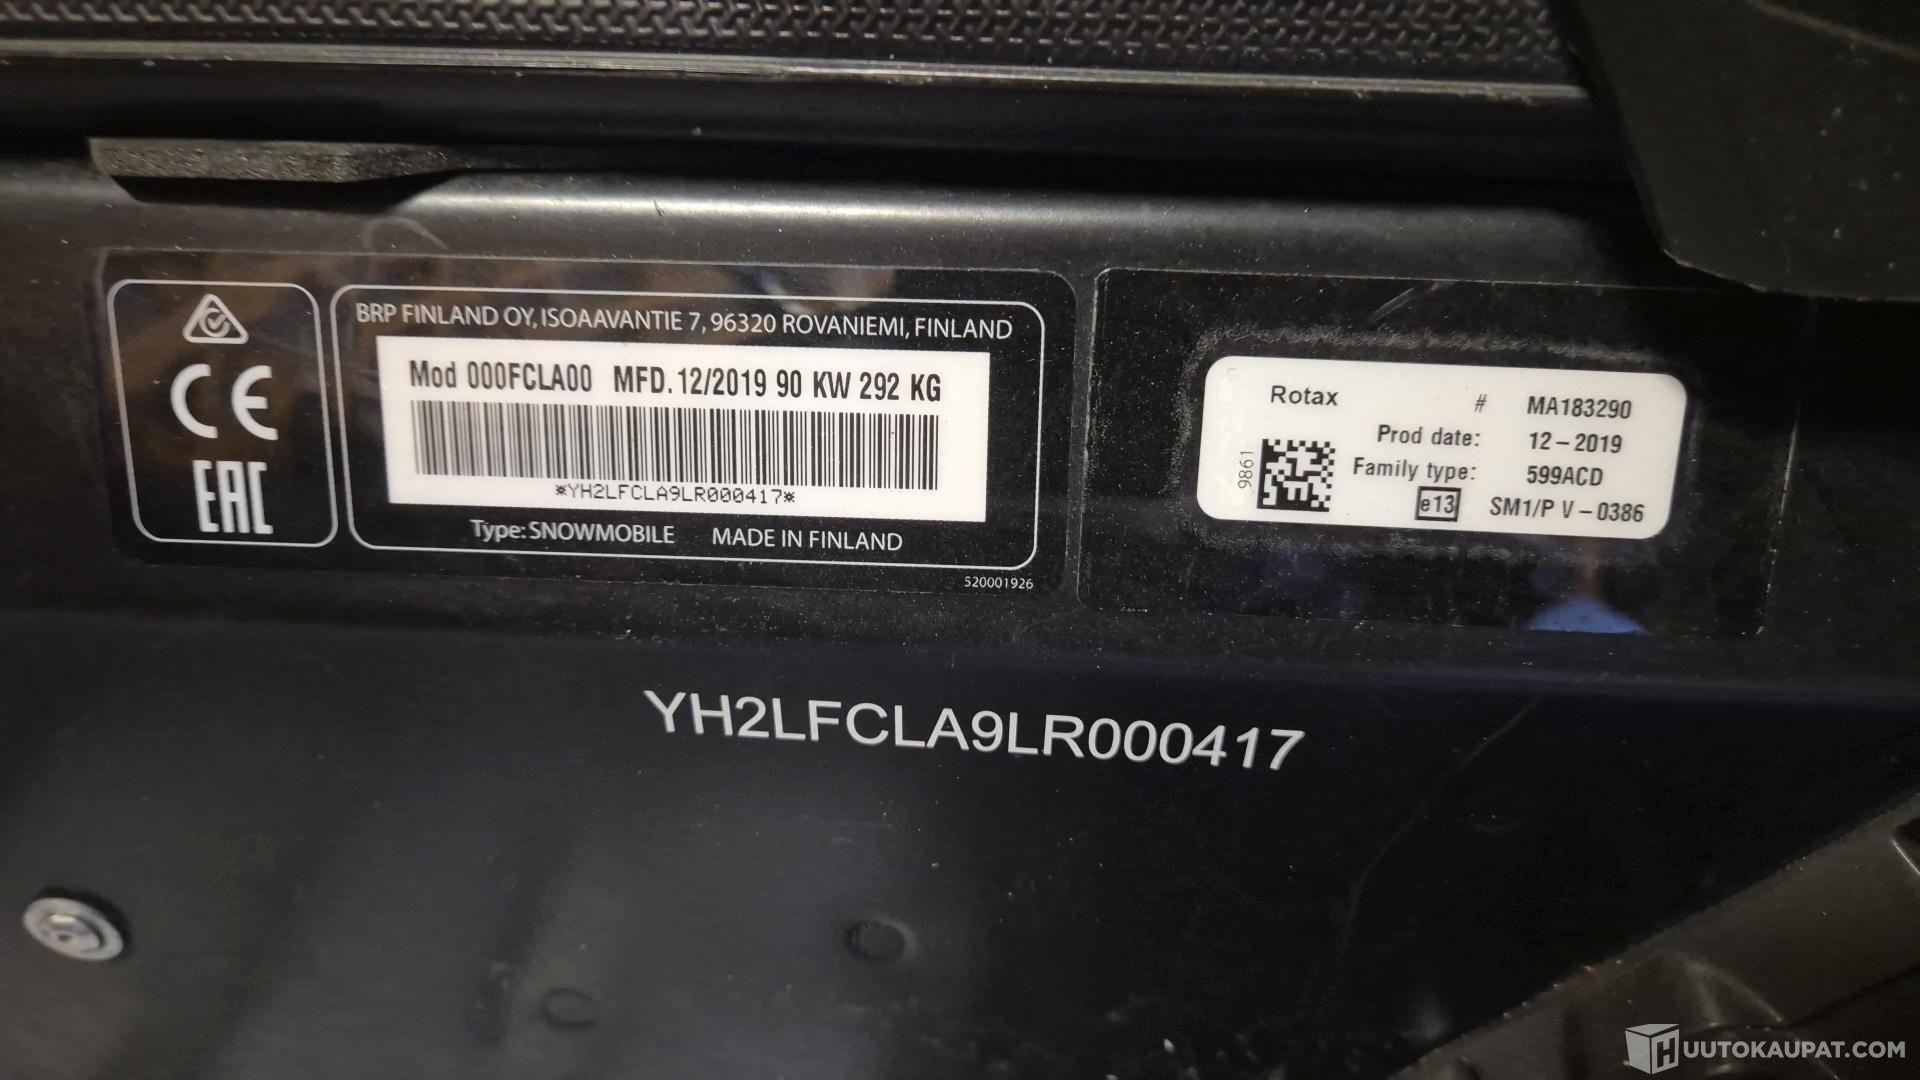 CE
EAC
BRP FINLAND OY, ISOAAVANTIE 7, 96320 ROVANIEMI, FINLAND
Mod 000FCLA00 MFD. 12/2019 90 KW 292 KG
*YH2LFCLA9LR000417*
Type: SNOWMOBILE MADE IN FINLAND
520001926
Rotax # MA183290
Prod date: 12-2019
Family type: 599ACD
e13 SM1/P V-0386
9861
YH2LFCLA9LR000417
HUUTOKAUPAT.COM